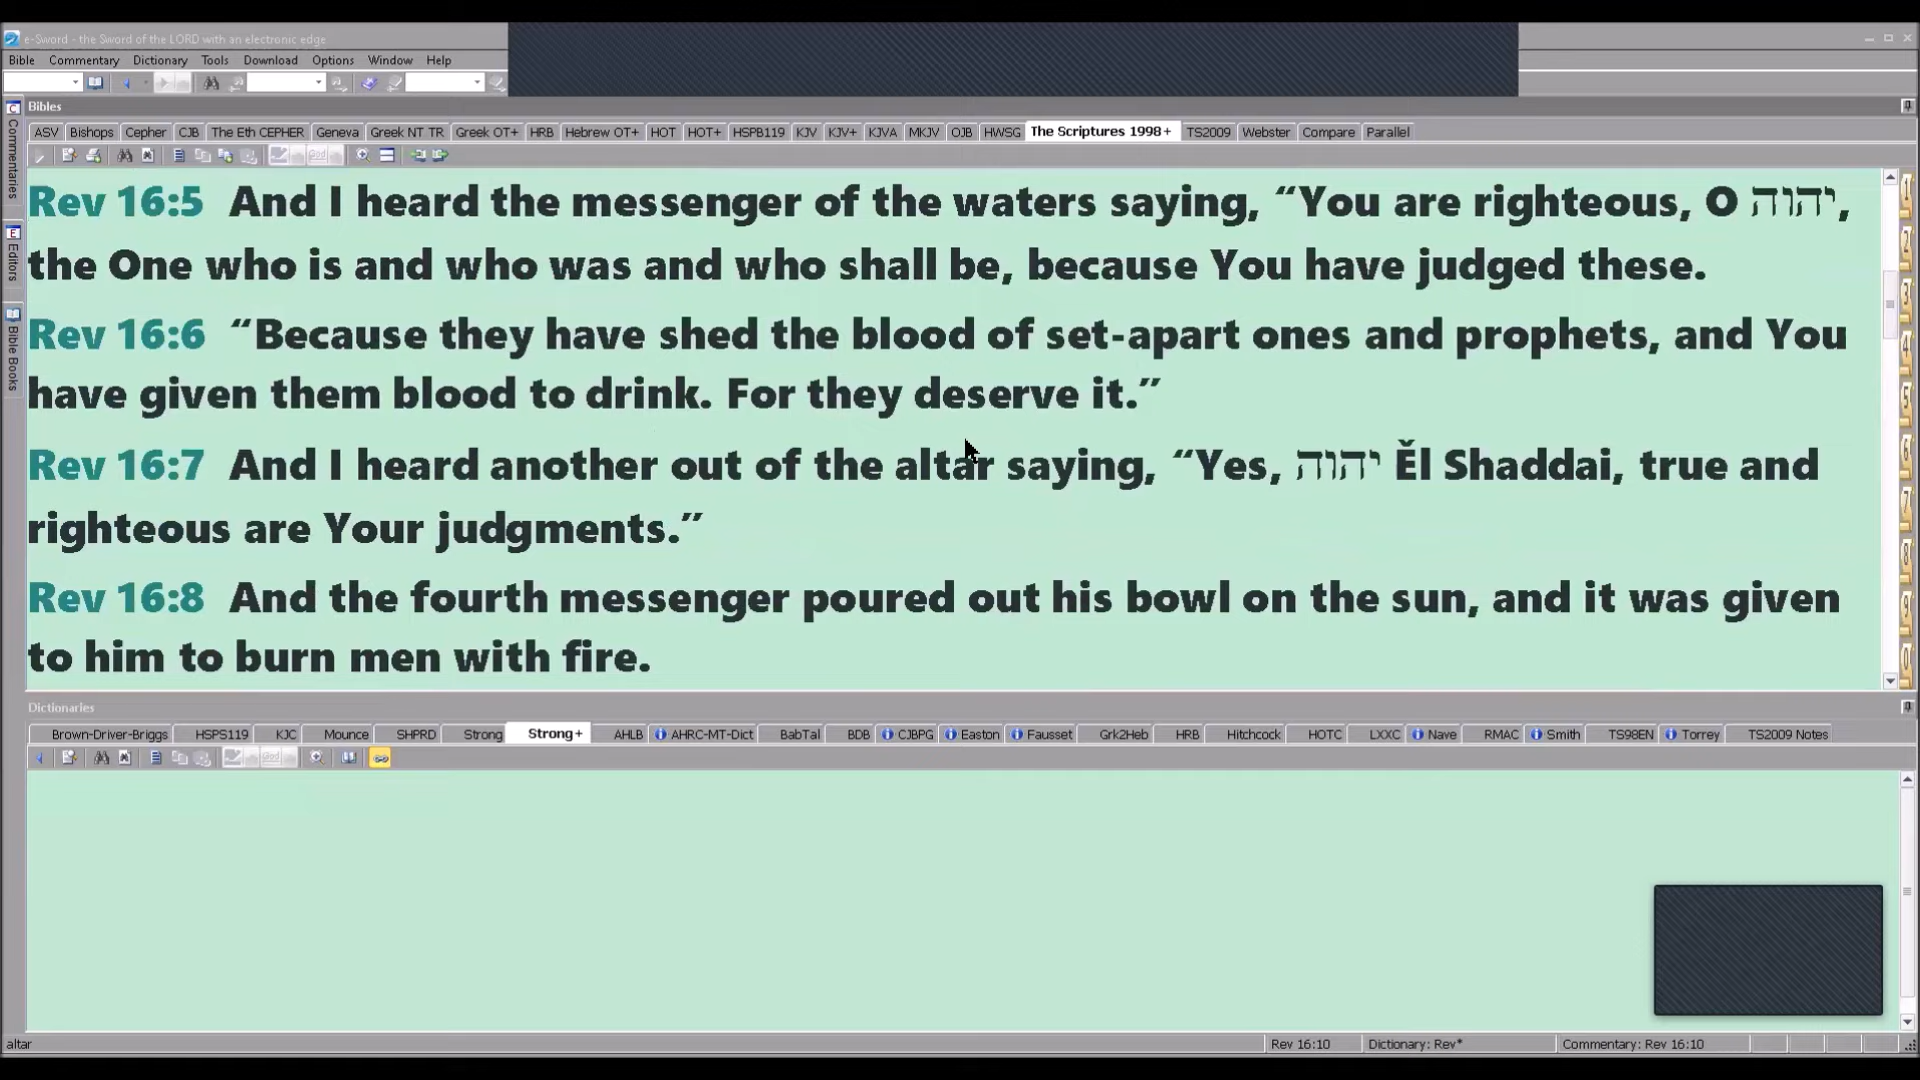 e-Sword - the Sword of the LORD with an electronic edge
Bible Commentary Dictionary Tools Download Options Window Help
Bibles
ASV Bishops Cepher CJB The Eth CEPHER Geneva Greek NT TR Greek OT+ HRB Hebrew OT+ HOT HOT+ HSPB119 KJV KJV+ KJVA MKJV OJB HWSG The Scriptures 1998+ TS2009 Webster Compare Parallel
Commentaries
Editors
Bible Books
Rev 16:5 And I heard the messenger of the waters saying, “You are righteous, O יהוה,
the One who is and who was and who shall be, because You have judged these.
Rev 16:6 “Because they have shed the blood of set-apart ones and prophets, and You
have given them blood to drink. For they deserve it.”
Rev 16:7 And I heard another out of the altar saying, “Yes, יהוה Ěl Shaddai, true and
righteous are Your judgments.”
Rev 16:8 And the fourth messenger poured out his bowl on the sun, and it was given
to him to burn men with fire.
Dictionaries
Brown-Driver-Briggs HSPS119 KJC Mounce SHPRD Strong Strong+ AHLB AHRC-MT-Dict BabTal BDB CJBPG Easton Fausset Grk2Heb HRB Hitchcock HOTC LXXC Nave RMAC Smith TS98EN Torrey TS2009 Notes
altar Rev 16:10 Dictionary: Rev* Commentary: Rev 16:10